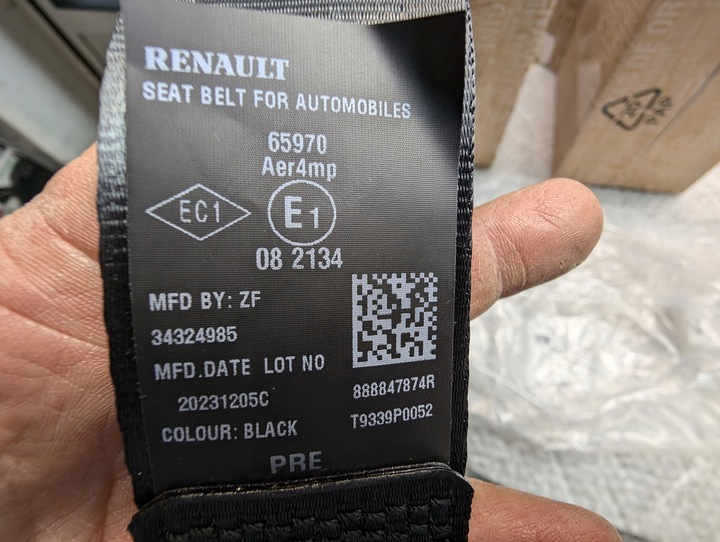 RENAULT
SEAT BELT FOR AUTOMOBILES
65970
Aer4mp
EC1
E1
08 2134
MFD BY: ZF
34324985
MFD.DATE LOT NO
20231205C
888847874R
T9339P0052
COLOUR: BLACK
PRE